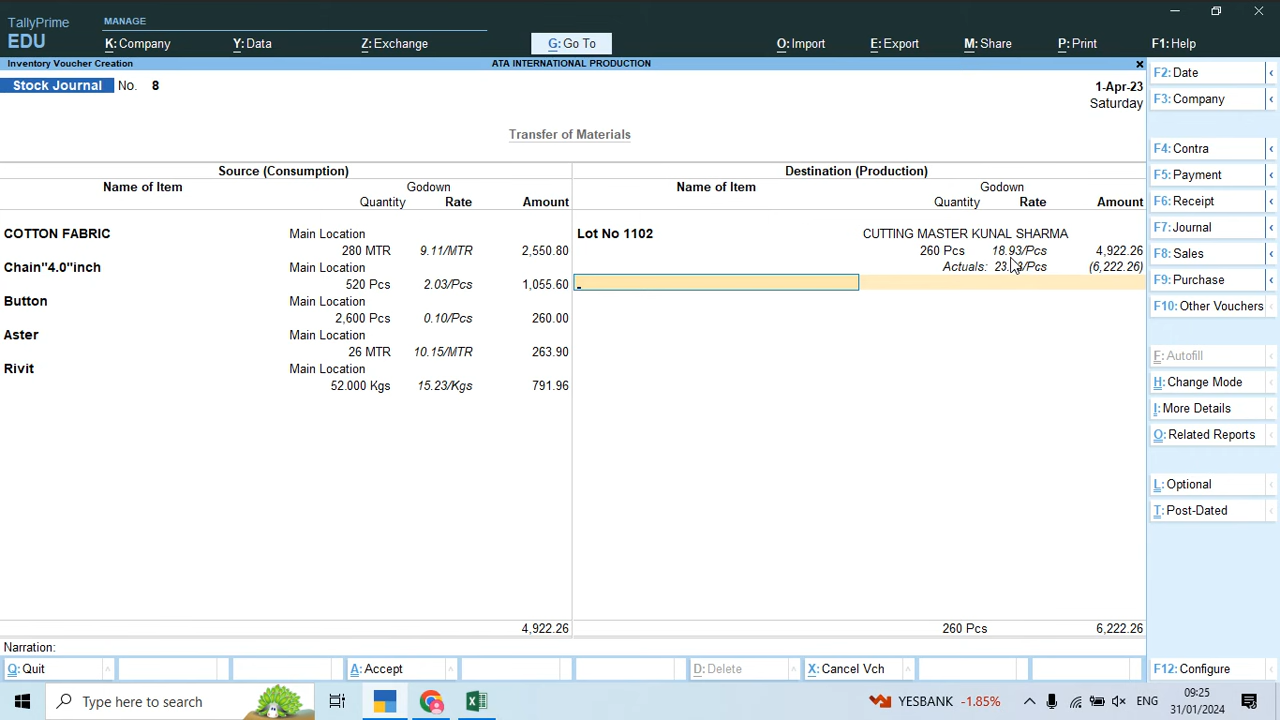 TallyPrime
EDU
MANAGE
K: Company
Y: Data
Z: Exchange
G: Go To
O: Import
E: Export
M: Share
P: Print
F1: Help
Inventory Voucher Creation
ATA INTERNATIONAL PRODUCTION
Stock Journal No. 8
1-Apr-23
Saturday
Transfer of Materials
Source (Consumption)
Destination (Production)
Name of Item Godown
Quantity Rate Amount
Name of Item Godown
Quantity Rate Amount
COTTON FABRIC Main Location
280 MTR 9.11/MTR 2,550.80
Chain"4.0"inch Main Location
520 Pcs 2.03/Pcs 1,055.60
Button Main Location
2,600 Pcs 0.10/Pcs 260.00
Aster Main Location
26 MTR 10.15/MTR 263.90
Rivit Main Location
52.000 Kgs 15.23/Kgs 791.96
Lot No 1102 CUTTING MASTER KUNAL SHARMA
260 Pcs 18.93/Pcs 4,922.26
Actuals: (6,222.26)
4,922.26
260 Pcs 6,222.26
Narration:
Q: Quit
A: Accept
D: Delete
X: Cancel Vch
F12: Configure
F2: Date
F3: Company
F4: Contra
F5: Payment
F6: Receipt
F7: Journal
F8: Sales
F9: Purchase
F10: Other Vouchers
F: Autofill
H: Change Mode
I: More Details
O: Related Reports
L: Optional
T: Post-Dated
Type here to search
YESBANK -1.85%
ENG
09:25
31/01/2024